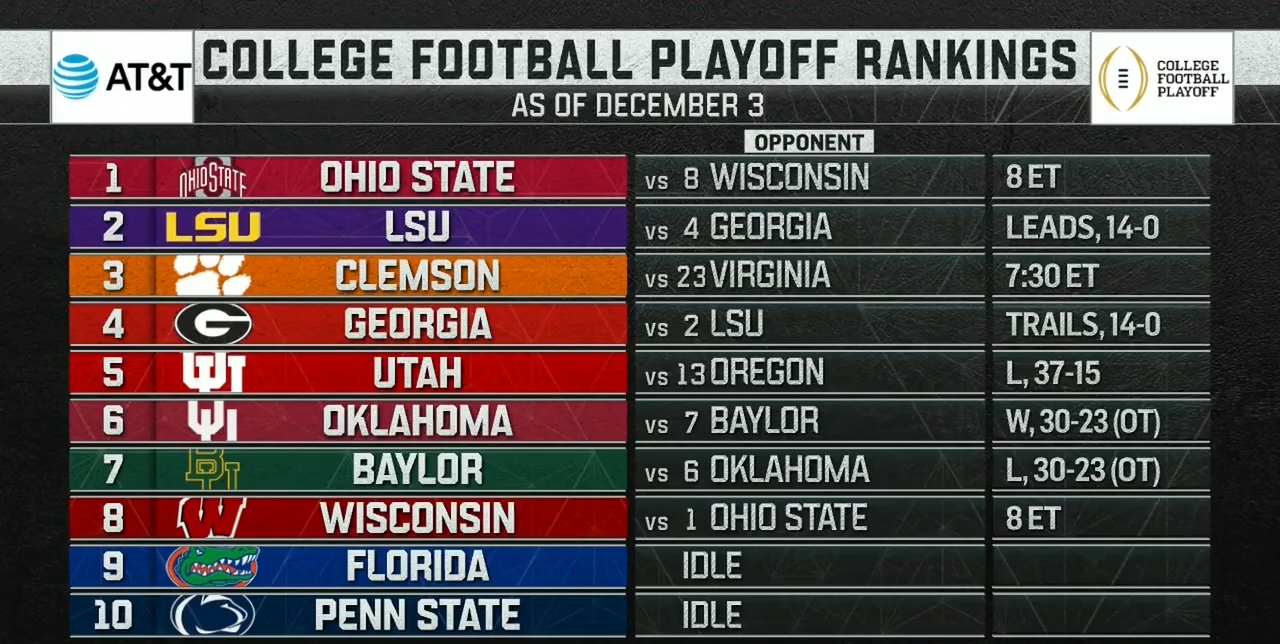 AT&T
COLLEGE FOOTBALL PLAYOFF RANKINGS
AS OF DECEMBER 3
COLLEGE
FOOTBALL
PLAYOFF
OPPONENT
1 OHIO STATE OHIO STATE vs 8 WISCONSIN 8 ET
2 LSU LSU vs 4 GEORGIA LEADS, 14-0
3 CLEMSON vs 23 VIRGINIA 7:30 ET
4 G GEORGIA vs 2 LSU TRAILS, 14-0
5 UTAH vs 13 OREGON L, 37-15
6 OU OKLAHOMA vs 7 BAYLOR W, 30-23 (OT)
7 BU BAYLOR vs 6 OKLAHOMA L, 30-23 (OT)
8 W WISCONSIN vs 1 OHIO STATE 8 ET
9 FLORIDA IDLE
10 PENN STATE IDLE